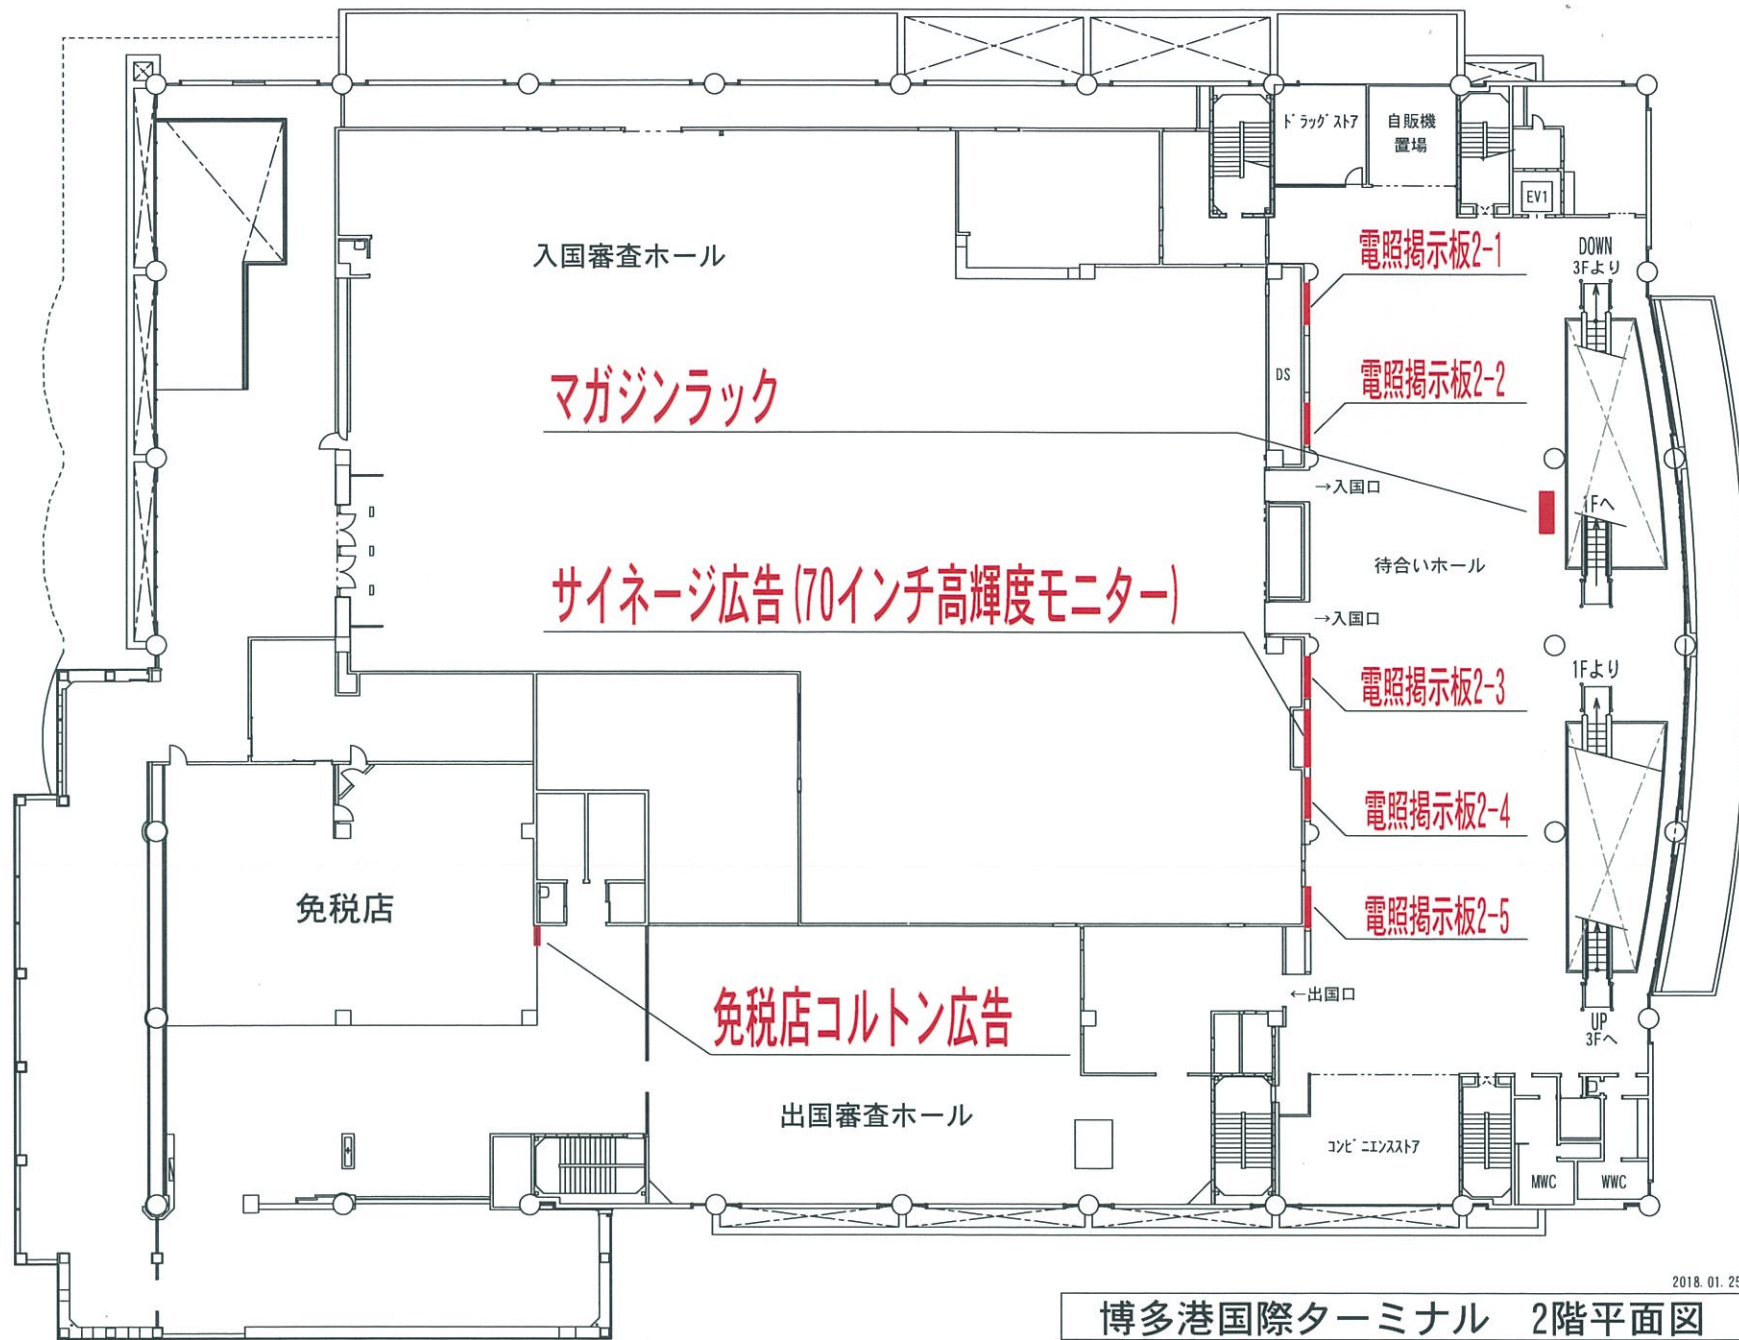 ドラッグストア
自販機
置場
EV1
入国審査ホール
電照掲示板2-1
DOWN
3Fより
マガジンラック
DS
電照掲示板2-2
→入国口
1Fへ
待合いホール
サイネージ広告(70インチ高輝度モニター)
→入国口
電照掲示板2-3
1Fより
電照掲示板2-4
免税店
電照掲示板2-5
免税店コルトン広告
←出国口
UP
3Fへ
出国審査ホール
コンビニエンスストア
MWC
WWC
2018.01.25
博多港国際ターミナル 2階平面図